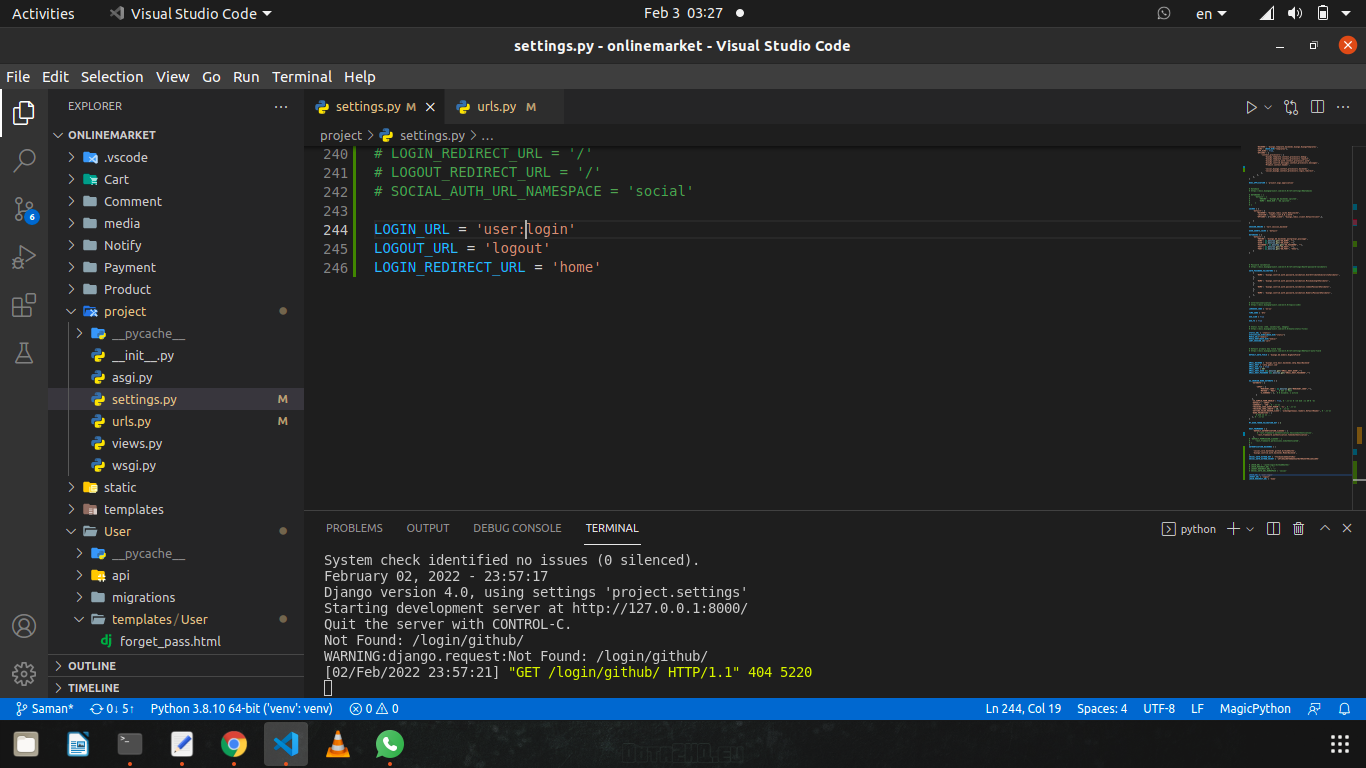 Activities
Visual Studio Code
Feb 3 03:27
en
settings.py - onlinemarket - Visual Studio Code
File Edit Selection View Go Run Terminal Help
EXPLORER
ONLINEMARKET
.vscode
Cart
Comment
media
Notify
Payment
Product
project
__pycache__
__init__.py
asgi.py
settings.py M
urls.py M
views.py
wsgi.py
static
templates
User
__pycache__
api
migrations
templates / User
forget_pass.html
OUTLINE
TIMELINE
6
settings.py M
urls.py M
project > settings.py > ...
240 # LOGIN_REDIRECT_URL = '/'
241 # LOGOUT_REDIRECT_URL = '/'
242 # SOCIAL_AUTH_URL_NAMESPACE = 'social'
243
244 LOGIN_URL = 'user:login'
245 LOGOUT_URL = 'logout'
246 LOGIN_REDIRECT_URL = 'home'
PROBLEMS OUTPUT DEBUG CONSOLE TERMINAL
python
System check identified no issues (0 silenced).
February 02, 2022 - 23:57:17
Django version 4.0, using settings 'project.settings'
Starting development server at http://127.0.0.1:8000/
Quit the server with CONTROL-C.
Not Found: /login/github/
WARNING:django.request:Not Found: /login/github/
[02/Feb/2022 23:57:21] "GET /login/github/ HTTP/1.1" 404 5220
Saman* 0↓ 5↑ Python 3.8.10 64-bit ('venv': venv) 0 0
Ln 244, Col 19 Spaces: 4 UTF-8 LF MagicPython